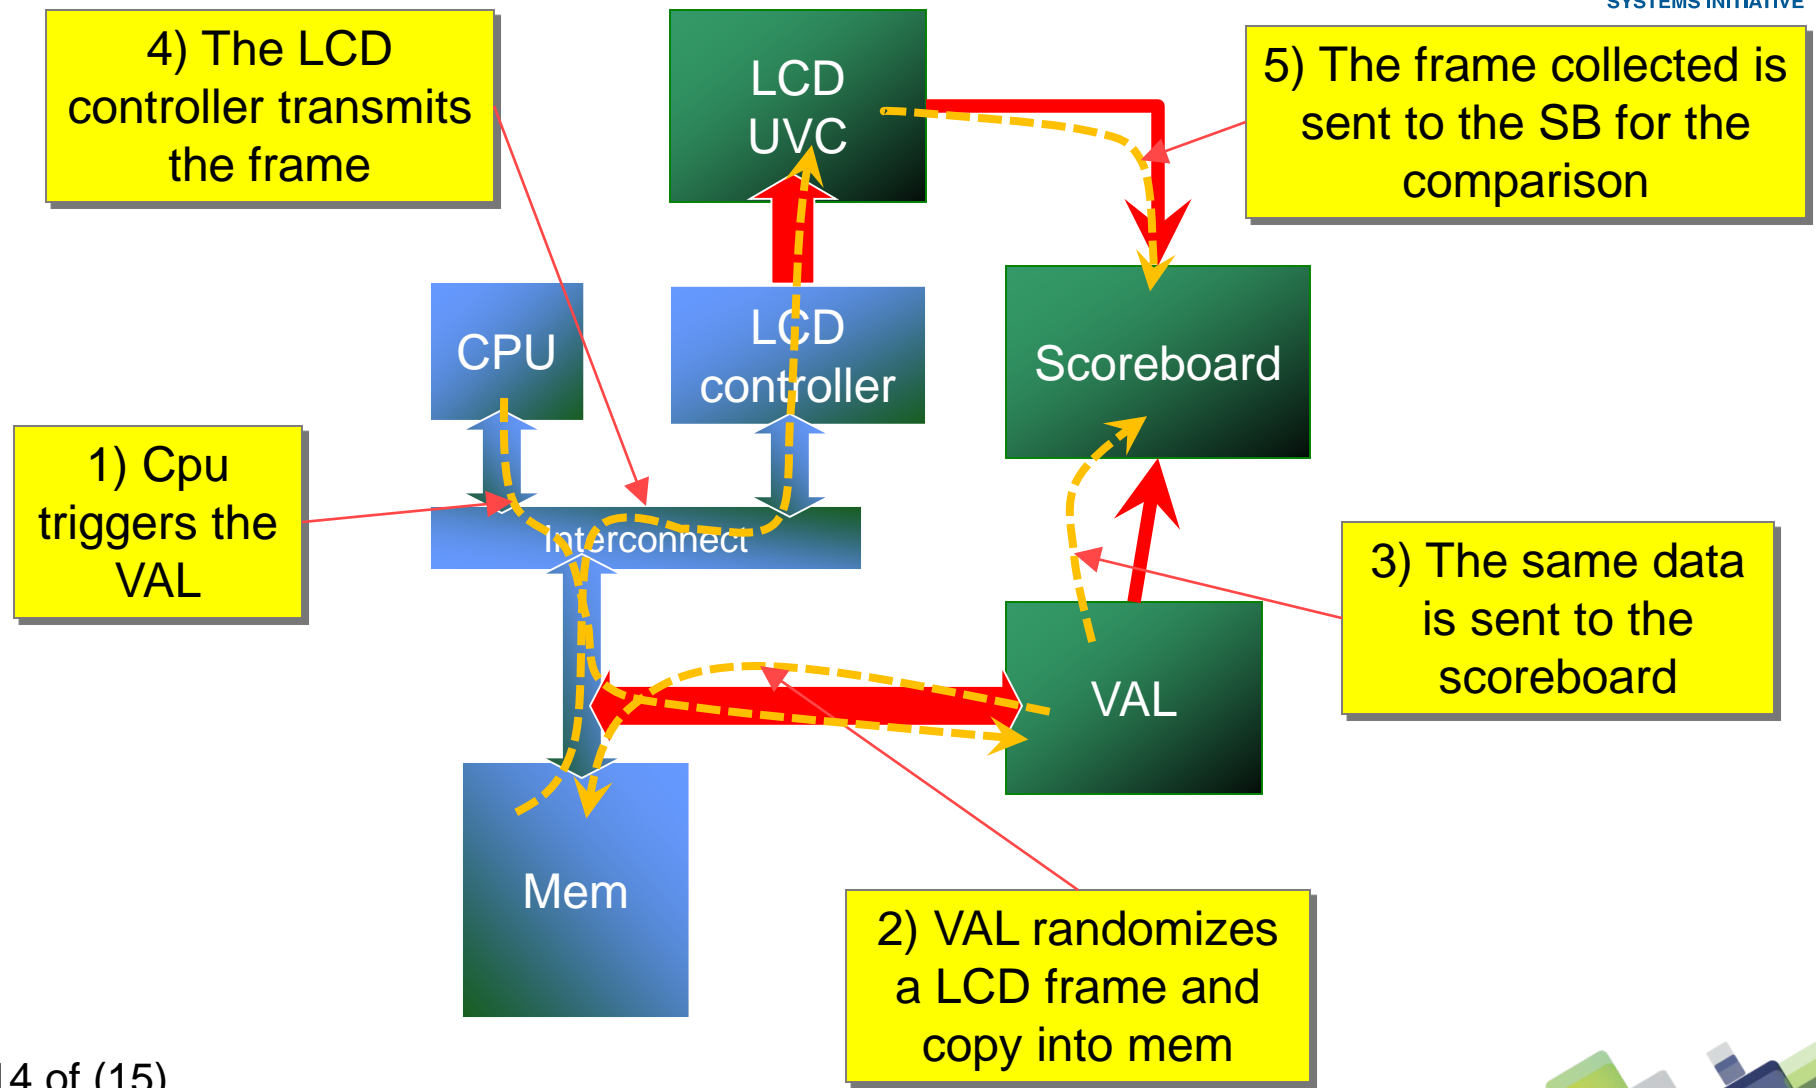 SYSTEMS INITIATIVE
4) The LCD
controller transmits
the frame
LCD
UVC
5) The frame collected is
sent to the SB for the
comparison
CPU
LCD
controller
Scoreboard
1) Cpu
triggers the
VAL
Interconnect
3) The same data
is sent to the
scoreboard
VAL
Mem
2) VAL randomizes
a LCD frame and
copy into mem
14 of (15)